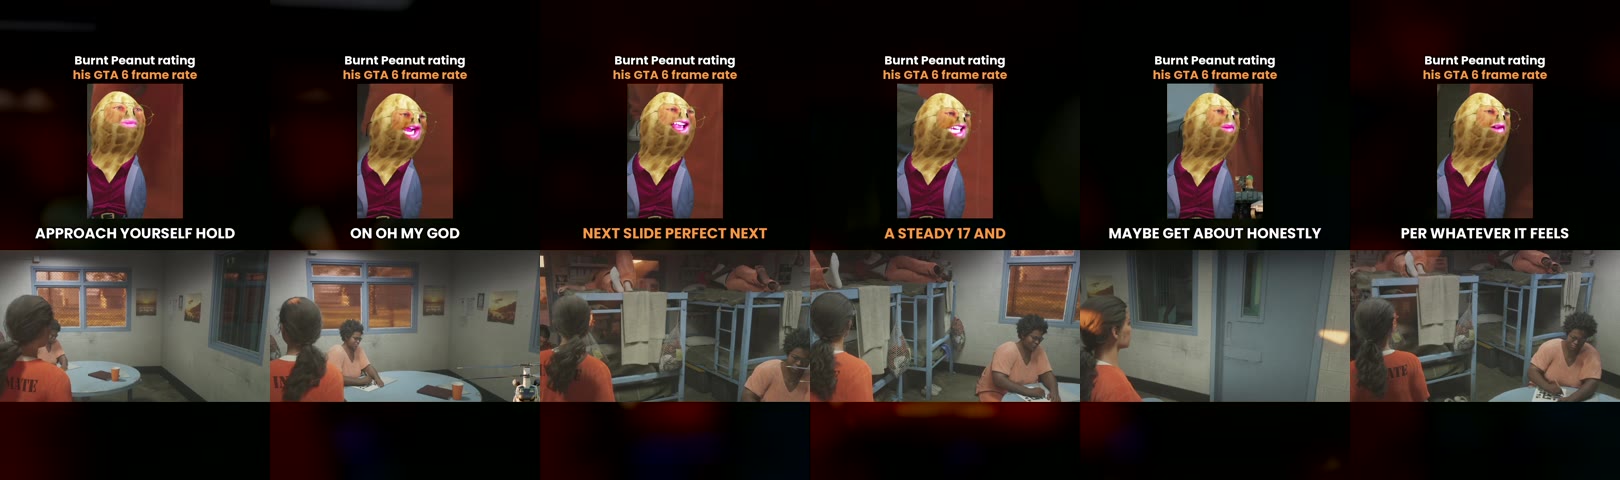 Burnt Peanut rating
his GTA 6 frame rate
APPROACH YOURSELF HOLD
MATE
Burnt Peanut rating
his GTA 6 frame rate
ON OH MY GOD
IN
Burnt Peanut rating
his GTA 6 frame rate
NEXT SLIDE PERFECT NEXT
Burnt Peanut rating
his GTA 6 frame rate
A STEADY 17 AND
Burnt Peanut rating
his GTA 6 frame rate
MAYBE GET ABOUT HONESTLY
Burnt Peanut rating
his GTA 6 frame rate
PER WHATEVER IT FEELS
INMATE